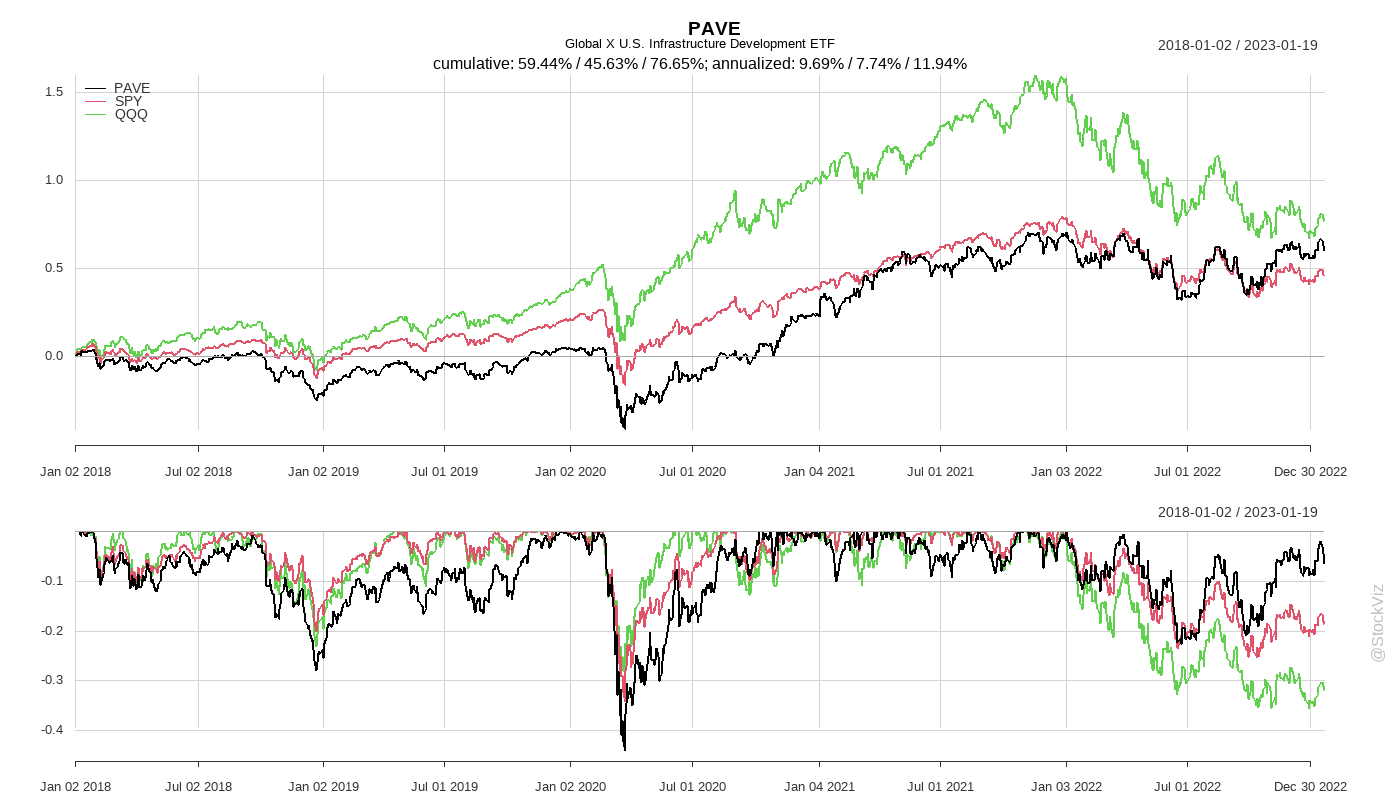 PAVE
Global X U.S. Infrastructure Development ETF
2018-01-02 / 2023-01-19
cumulative: 59.44% / 45.63% / 76.65%; annualized: 9.69% / 7.74% / 11.94%
PAVE
SPY
QQQ
1.5
1.0
0.5
0.0
Jan 02 2018 Jul 02 2018 Jan 02 2019 Jul 01 2019 Jan 02 2020 Jul 01 2020 Jan 04 2021 Jul 01 2021 Jan 03 2022 Jul 01 2022 Dec 30 2022
2018-01-02 / 2023-01-19
-0.1
-0.2
-0.3
-0.4
Jan 02 2018 Jul 02 2018 Jan 02 2019 Jul 01 2019 Jan 02 2020 Jul 01 2020 Jan 04 2021 Jul 01 2021 Jan 03 2022 Jul 01 2022 Dec 30 2022
@StockViz